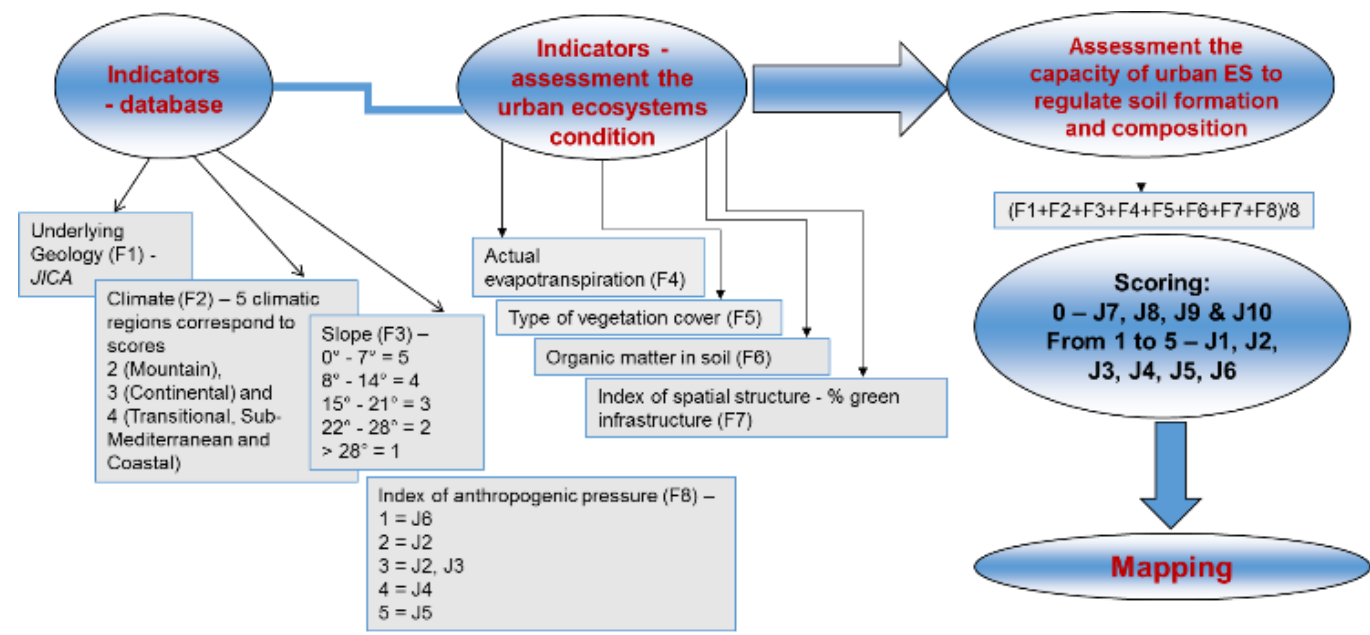 Indicators
- database
Indicators -
assessment the
urban ecosystems
condition
Assessment the
capacity of urban ES to
regulate soil formation
and composition
Underlying
Geology (F1) -
JICA
Climate (F2) – 5 climatic
regions correspond to
scores
2 (Mountain),
3 (Continental) and
4 (Transitional, Sub-
Mediterranean and
Coastal)
Slope (F3) –
0° - 7° = 5
8° - 14° = 4
15° - 21° = 3
22° - 28° = 2
> 28° = 1
Index of anthropogenic pressure (F8) –
1 = J6
2 = J2
3 = J2, J3
4 = J4
5 = J5
Actual
evapotranspiration (F4)
Type of vegetation cover (F5)
Organic matter in soil (F6)
Index of spatial structure - % green
infrastructure (F7)
(F1+F2+F3+F4+F5+F6+F7+F8)/8
Scoring:
0 – J7, J8, J9 & J10
From 1 to 5 – J1, J2,
J3, J4, J5, J6
Mapping